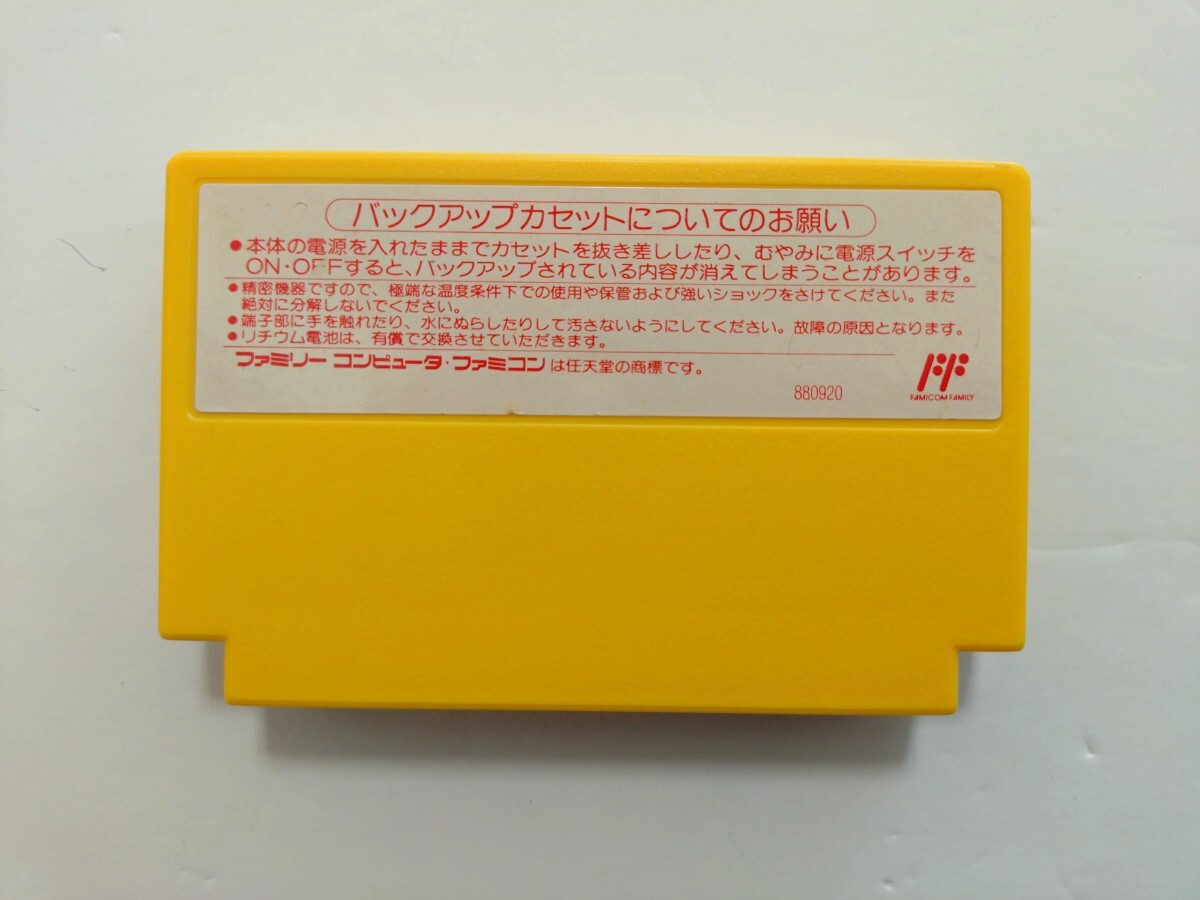 バックアップカセットについてのお願い
●本体の電源を入れたままでカセットを抜き差ししたり、むやみに電源スイッチを
ON・OFFすると、バックアップされている内容が消えてしまうことがあります。
●精密機器ですので、極端な温度条件下での使用や保管および強いショックをさけてください。また
絶対に分解しないでください。
●端子部に手を触れたり、水にぬらしたりして汚さないようにしてください。故障の原因となります。
●リチウム電池は、有償で交換させていただきます。
ファミリー コンピュータ・ファミコン は任天堂の商標です。
880920
FAMICOM FAMILY